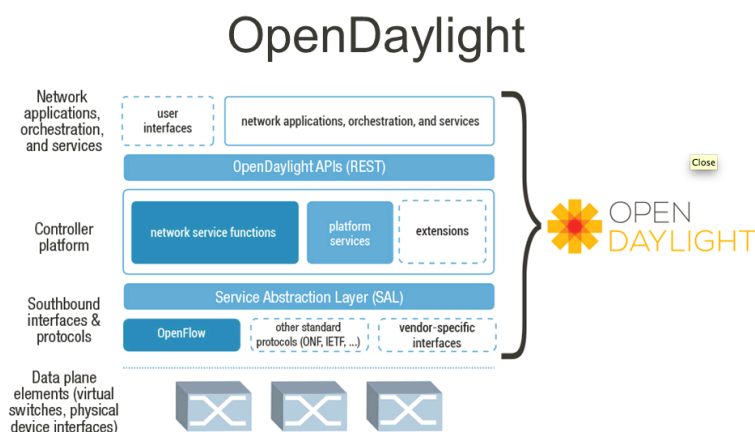 OpenDaylight
Network
applications,
orchestration,
and services
user
interfaces
network applications, orchestration, and services
OpenDaylight APIs (REST)
Close
Controller
platform
network service functions
platform
services
extensions
OPEN
DAYLIGHT
Southbound
interfaces &
protocols
Service Abstraction Layer (SAL)
OpenFlow
other standard
protocols (ONF, IETF, ...)
vendor-specific
interfaces
Data plane
elements (virtual
switches, physical
device interfaces)